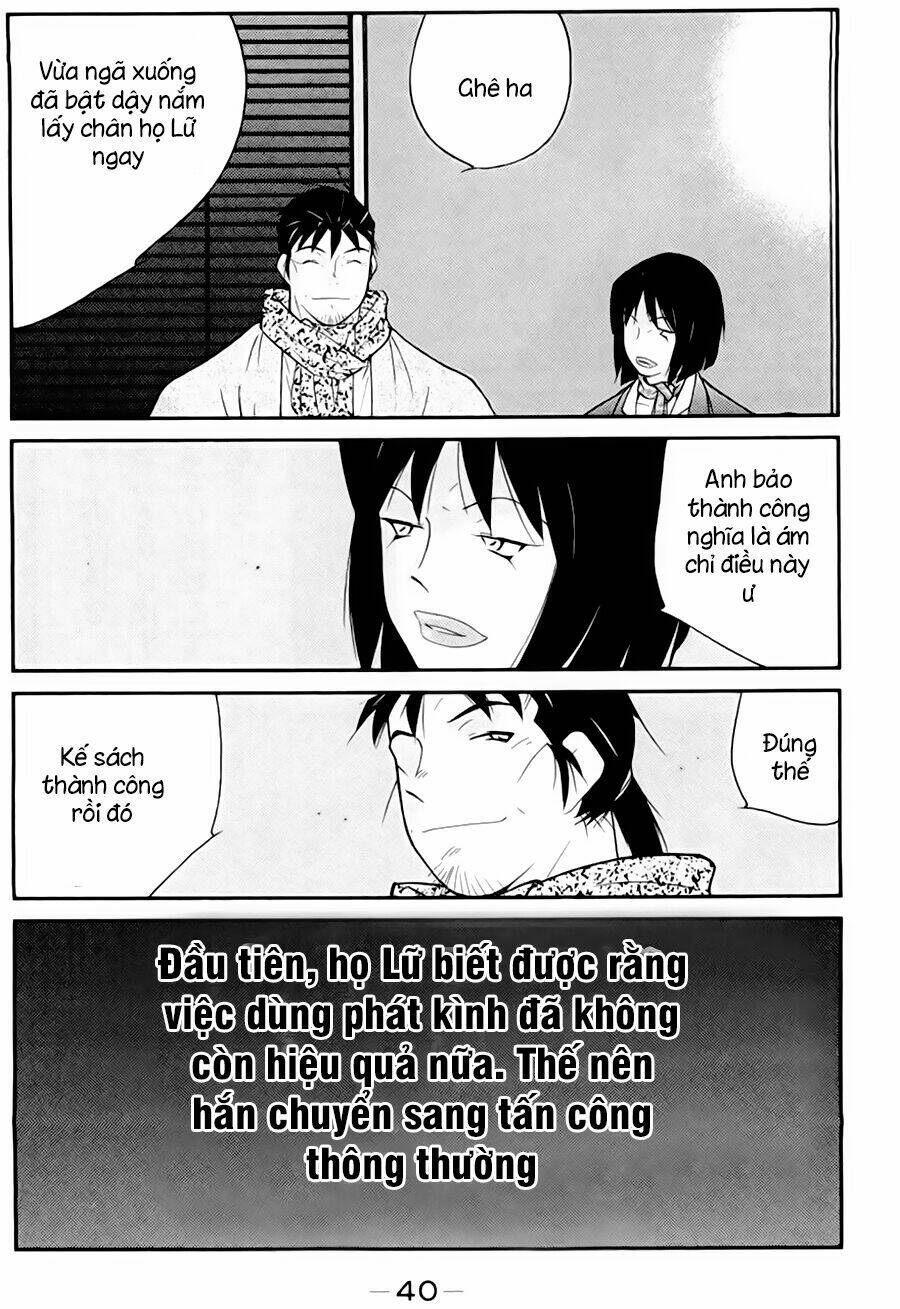 Vừa ngã xuống
đã bật dậy nắm
lấy chân họ Lữ
ngay
Ghê ha
Anh bảo
thành công
nghĩa là ám
chỉ điều này
ư
Kế sách
thành công
rồi đó
Đúng
thế
Đầu tiên, họ Lữ biết được rằng
việc dùng phát kình đã không
còn hiệu quả nữa. Thế nên
hắn chuyển sang tấn công
thông thường
—40—